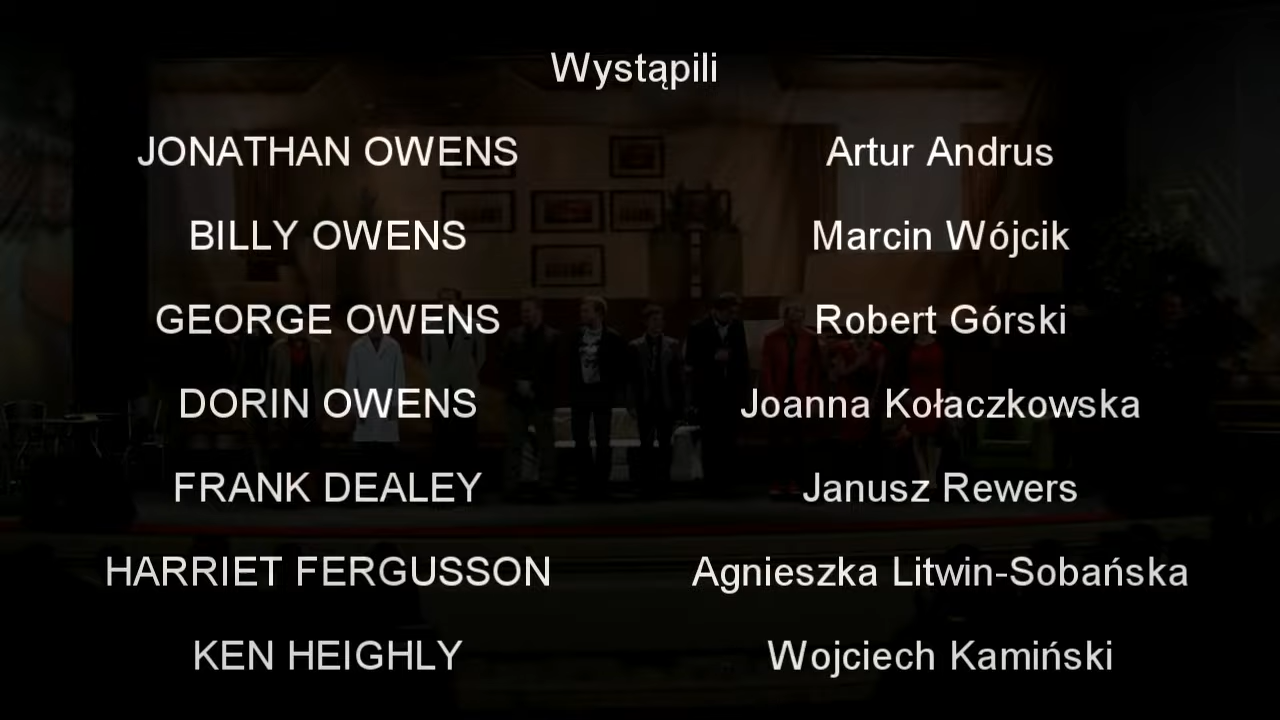 Wystąpili
JONATHAN OWENS Artur Andrus
BILLY OWENS Marcin Wójcik
GEORGE OWENS Robert Górski
DORIN OWENS Joanna Kołaczkowska
FRANK DEALEY Janusz Rewers
HARRIET FERGUSSON Agnieszka Litwin-Sobańska
KEN HEIGHLY Wojciech Kamiński